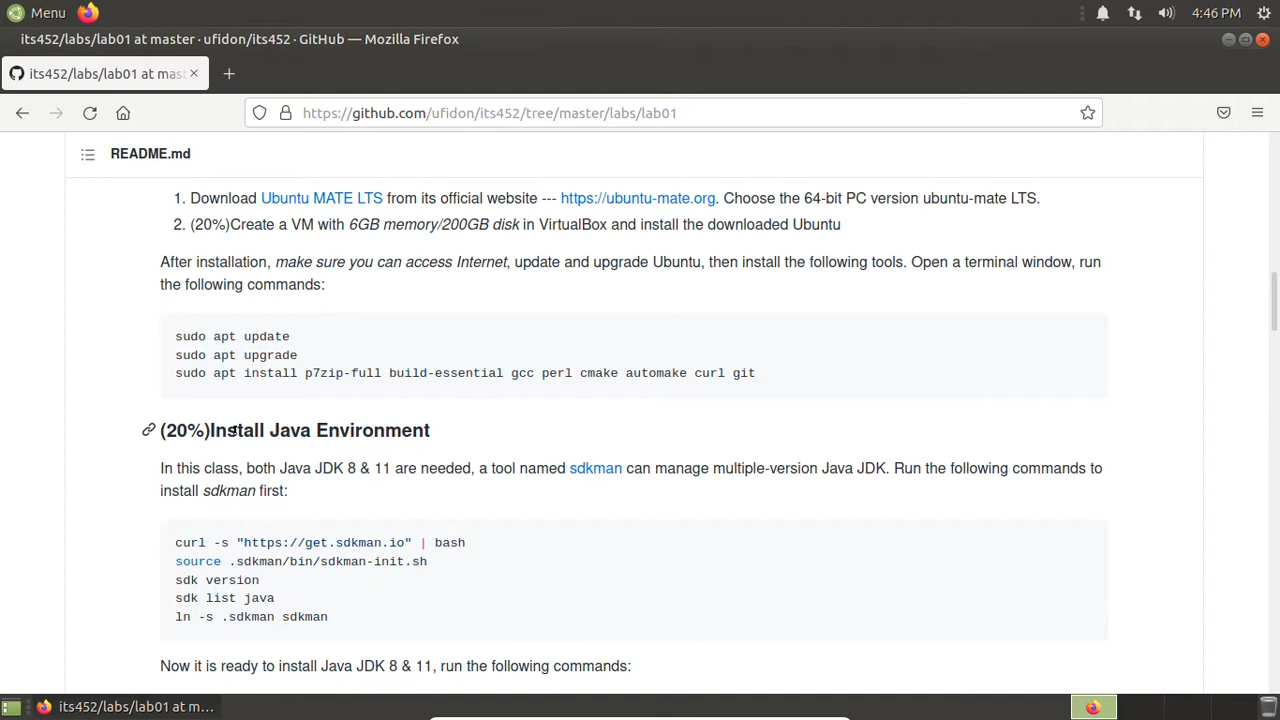 Menu
4:46 PM
its452/labs/lab01 at master · ufidon/its452 · GitHub — Mozilla Firefox
its452/labs/lab01 at mast
https://github.com/ufidon/its452/tree/master/labs/lab01
README.md
1. Download Ubuntu MATE LTS from its official website --- https://ubuntu-mate.org. Choose the 64-bit PC version ubuntu-mate LTS.
2. (20%)Create a VM with 6GB memory/200GB disk in VirtualBox and install the downloaded Ubuntu
After installation, make sure you can access Internet, update and upgrade Ubuntu, then install the following tools. Open a terminal window, run
the following commands:
sudo apt update
sudo apt upgrade
sudo apt install p7zip-full build-essential gcc perl cmake automake curl git
(20%)Install Java Environment
In this class, both Java JDK 8 & 11 are needed, a tool named sdkman can manage multiple-version Java JDK. Run the following commands to
install sdkman first:
curl -s "https://get.sdkman.io" | bash
source .sdkman/bin/sdkman-init.sh
sdk version
sdk list java
ln -s .sdkman sdkman
Now it is ready to install Java JDK 8 & 11, run the following commands:
its452/labs/lab01 at m...